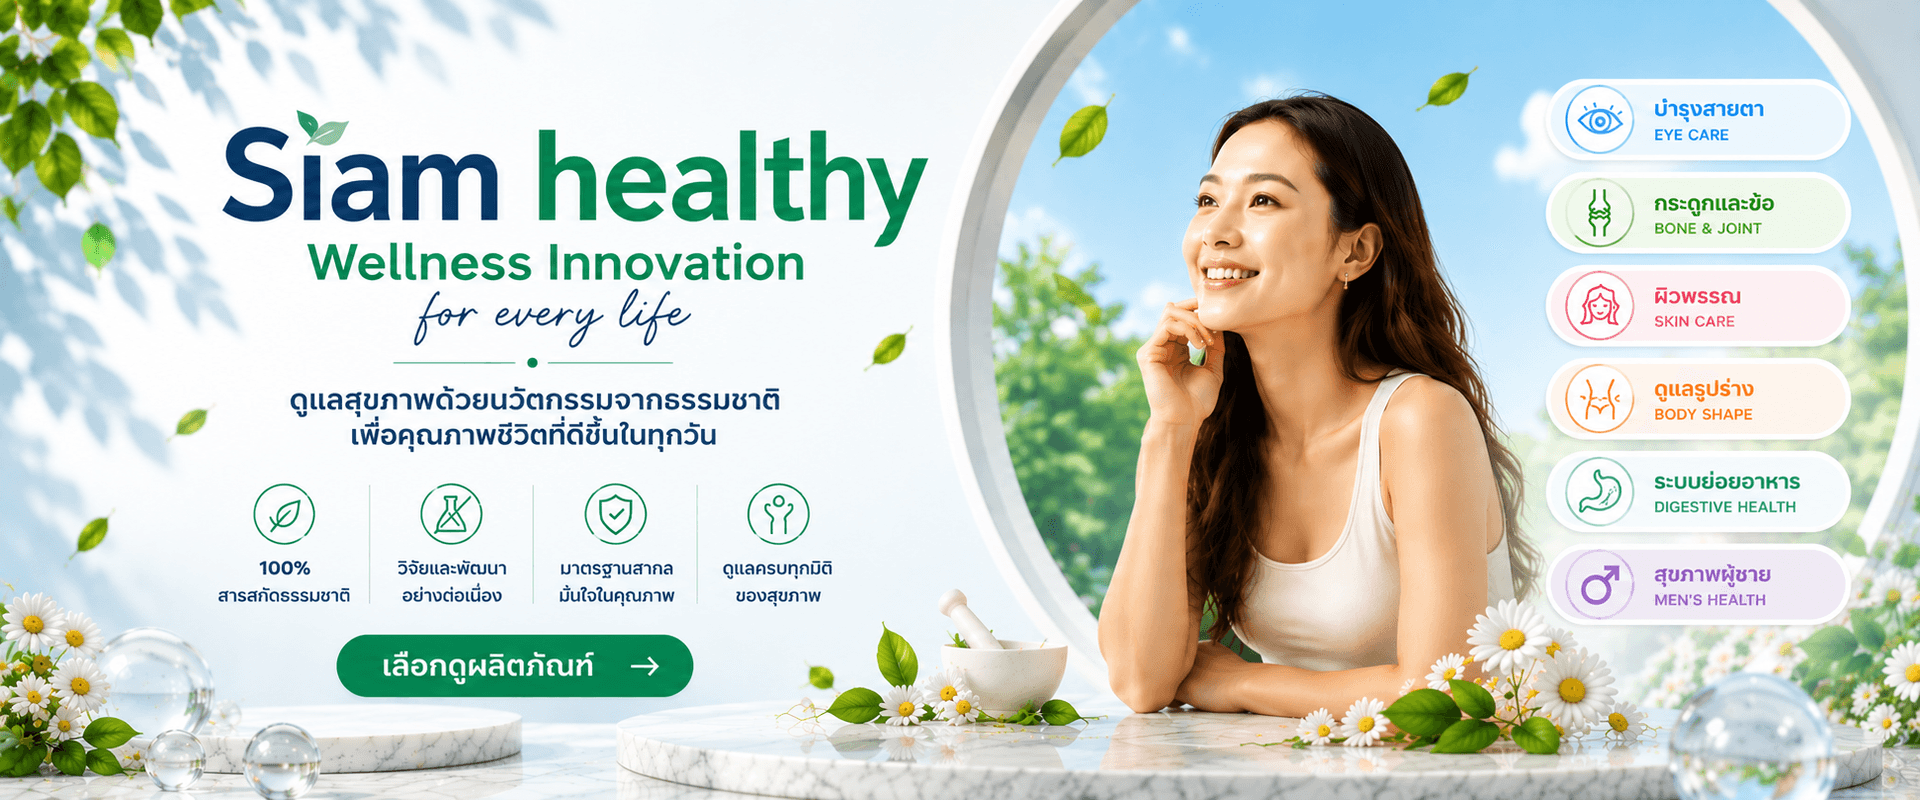 Siam healthy
Wellness Innovation
for every life
ดูแลสุขภาพด้วยนวัตกรรมจากธรรมชาติ
เพื่อคุณภาพชีวิตที่ดีขึ้นในทุกวัน
100%
สารสกัดธรรมชาติ
วิจัยและพัฒนา
อย่างต่อเนื่อง
มาตรฐานสากล
มั่นใจในคุณภาพ
ดูแลครบทุกมิติ
ของสุขภาพ
เลือกดูผลิตภัณฑ์ →
บำรุงสายตา
EYE CARE
กระดูกและข้อ
BONE & JOINT
ผิวพรรณ
SKIN CARE
ดูแลรูปร่าง
BODY SHAPE
ระบบย่อยอาหาร
DIGESTIVE HEALTH
สุขภาพผู้ชาย
MEN'S HEALTH